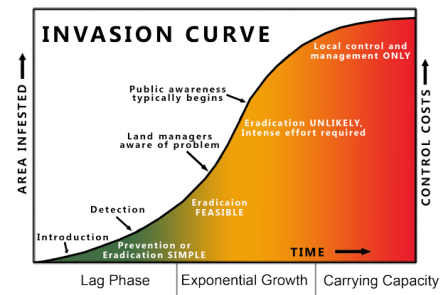 INVASION CURVE
Local control and
management ONLY
Public awareness
typically begins
Eradication UNLIKELY,
Intense effort required
Land managers
aware of problem
Eradicaion
FEASIBLE
Detection
Introduction
Prevention or
Eradication SIMPLE
TIME
AREA INFESTED
CONTROL COSTS
Lag Phase
Exponential Growth
Carrying Capacity